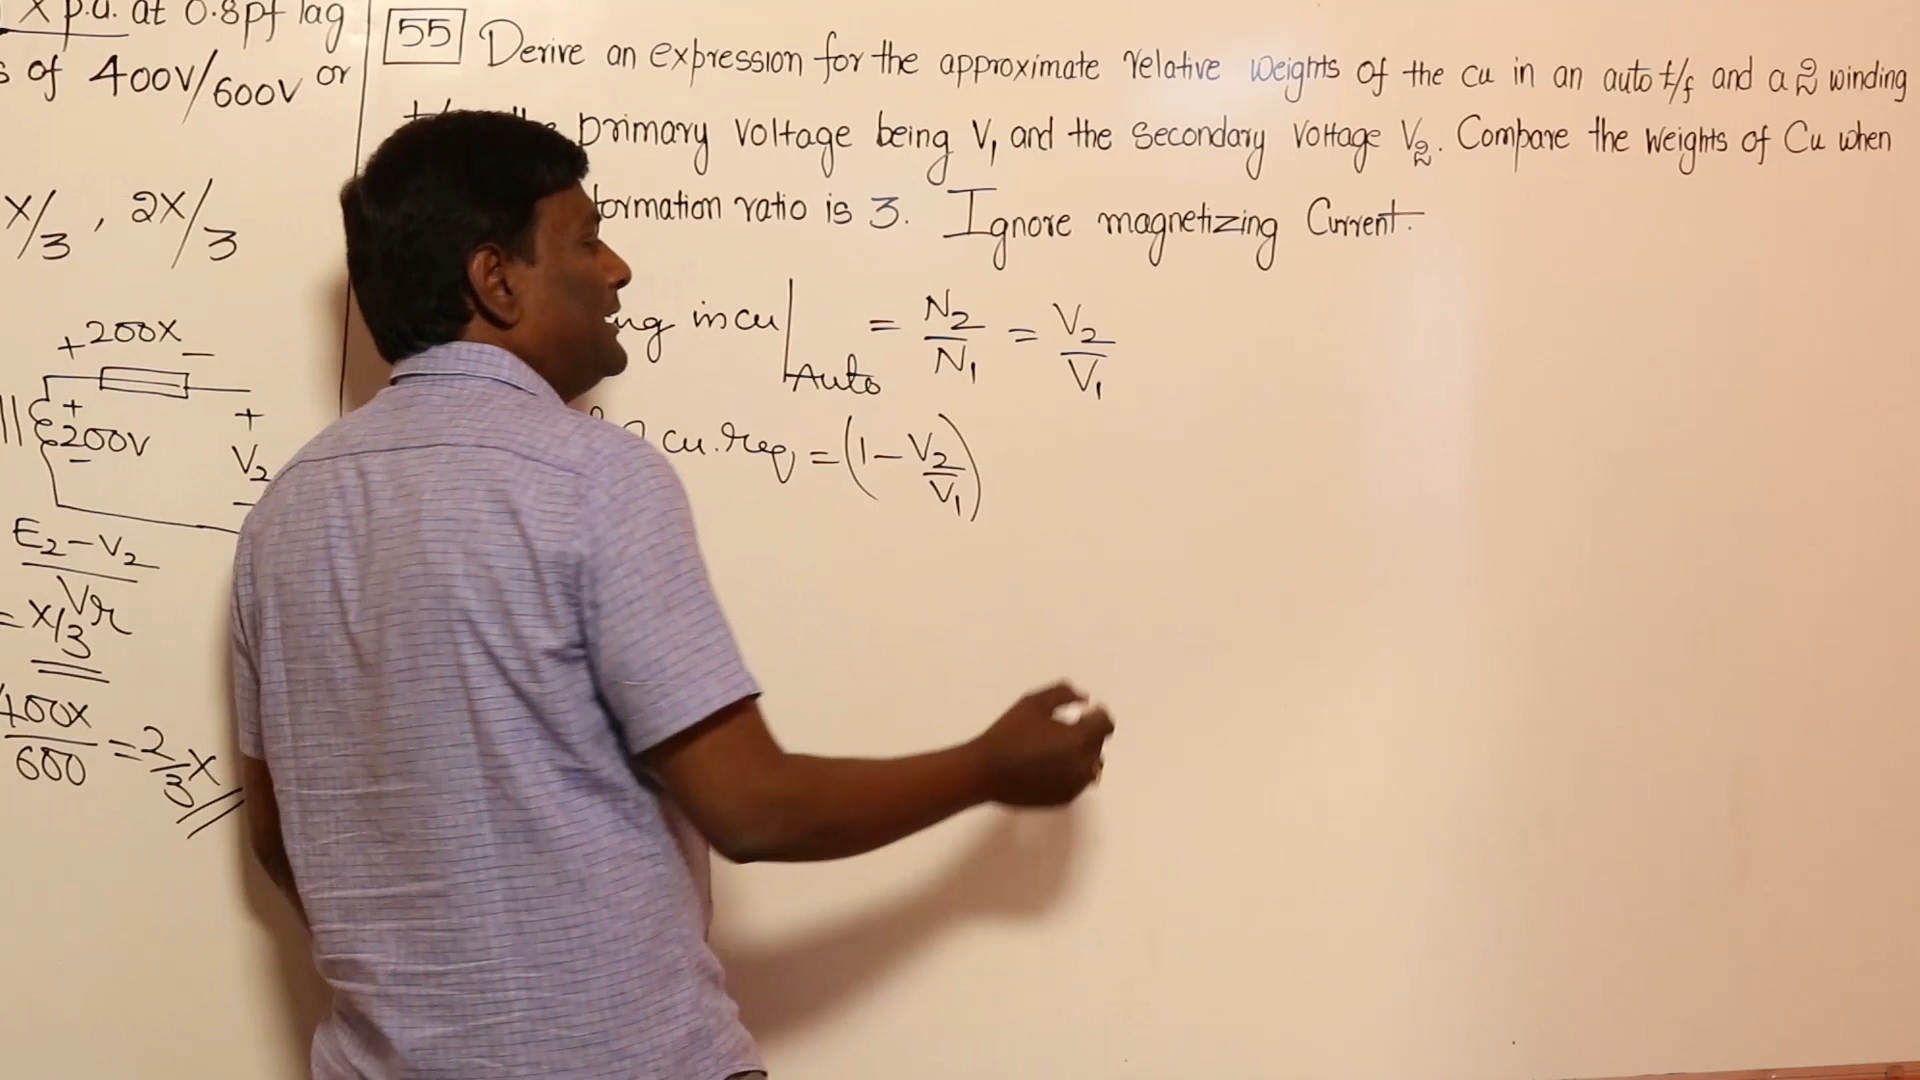 X p.u. at 0.8pf lag
of 400V/600V or
X/3, 2X/3
+ 200X -
+
200V
-
+
V2
-
E2-V2
Vr
= X/3
400X/600 = 2/3 X
55 Derive an expression for the approximate relative weights of the cu in an auto t/f and a 2 winding
primary voltage being V1 and the secondary voltage V2. Compare the weights of Cu when
ratio is 3. Ignore magnetizing Current.
in cu|Auto = N2/N1 = V2/V1
cu. req = (1 - V2/V1)